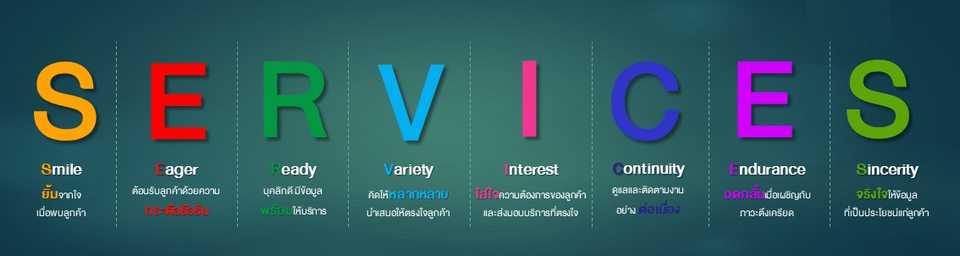 S E R V I C E S
Smile
ยิ้มจากใจ
เมื่อพบลูกค้า
Eager
ต้อนรับลูกค้าด้วยความ
กระตือรือร้น
Ready
บุคลิกดี มีข้อมูล
พร้อมให้บริการ
Variety
คิดให้หลากหลาย
นำเสนอให้ตรงใจลูกค้า
Interest
ใส่ใจความต้องการของลูกค้า
และส่งมอบบริการที่ตรงใจ
Continuity
ดูแลและติดตามงาน
อย่าง ต่อเนื่อง
Endurance
อดกลั้นเมื่อเผชิญกับ
ภาวะตึงเครียด
Sincerity
จริงใจให้ข้อมูล
ที่เป็นประโยชน์แก่ลูกค้า